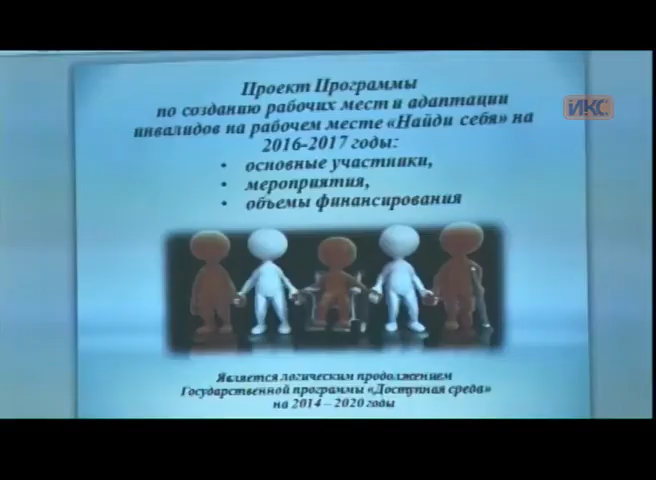 Проект Программы
ИКС
по созданию рабочих мест и адаптации
инвалидов на рабочем месте «Найди себя» на
2016-2017 годы:
• основные участники,
• мероприятия,
• объемы финансирования
Является логическим продолжением
Государственной программы «Доступная среда»
на 2014 – 2020 годы